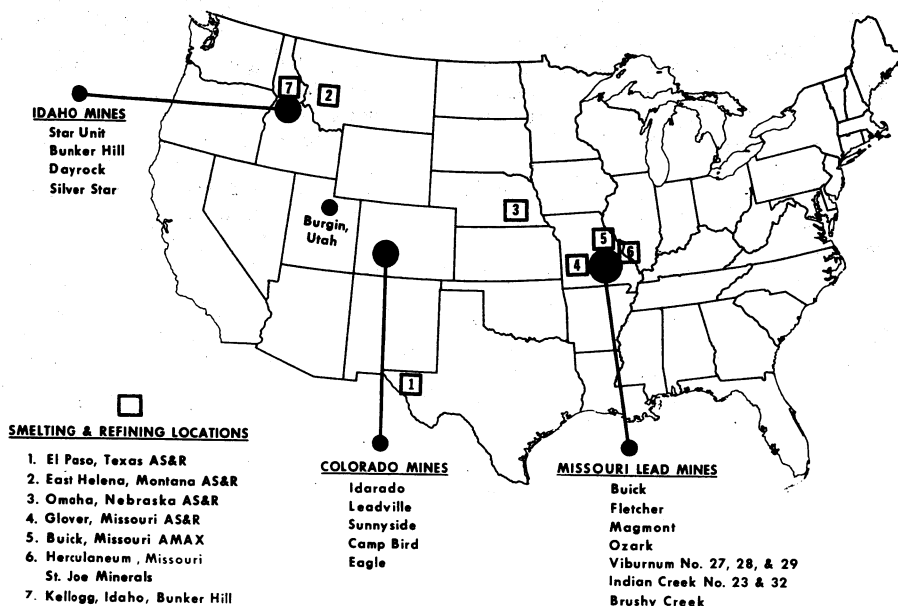 7
2
IDAHO MINES
Star Unit
Bunker Hill
Dayrock
Silver Star
Burgin,
Utah
3
5
6
4
1
SMELTING & REFINING LOCATIONS
1. El Paso, Texas AS&R
2. East Helena, Montana AS&R
3. Omaha, Nebraska AS&R
4. Glover, Missouri AS&R
5. Buick, Missouri AMAX
6. Herculaneum , Missouri
St. Joe Minerals
7. Kellogg, Idaho, Bunker Hill
COLORADO MINES
Idarado
Leadville
Sunnyside
Camp Bird
Eagle
MISSOURI LEAD MINES
Buick
Fletcher
Magmont
Ozark
Viburnum No. 27, 28, & 29
Indian Creek No. 23 & 32
Brushy Creek